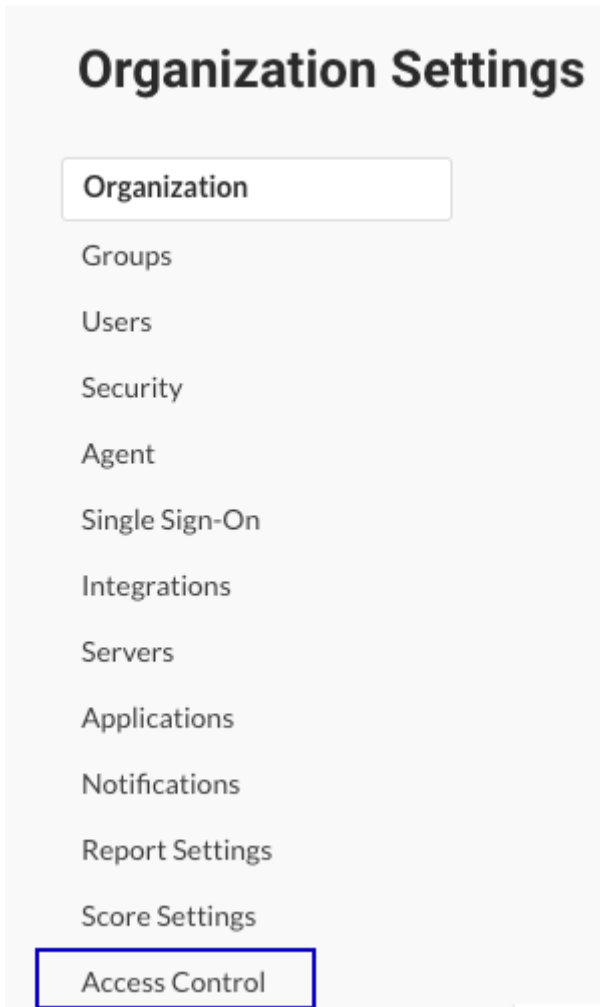 Organization Settings
Organization
Groups
Users
Security
Agent
Single Sign-On
Integrations
Servers
Applications
Notifications
Report Settings
Score Settings
Access Control